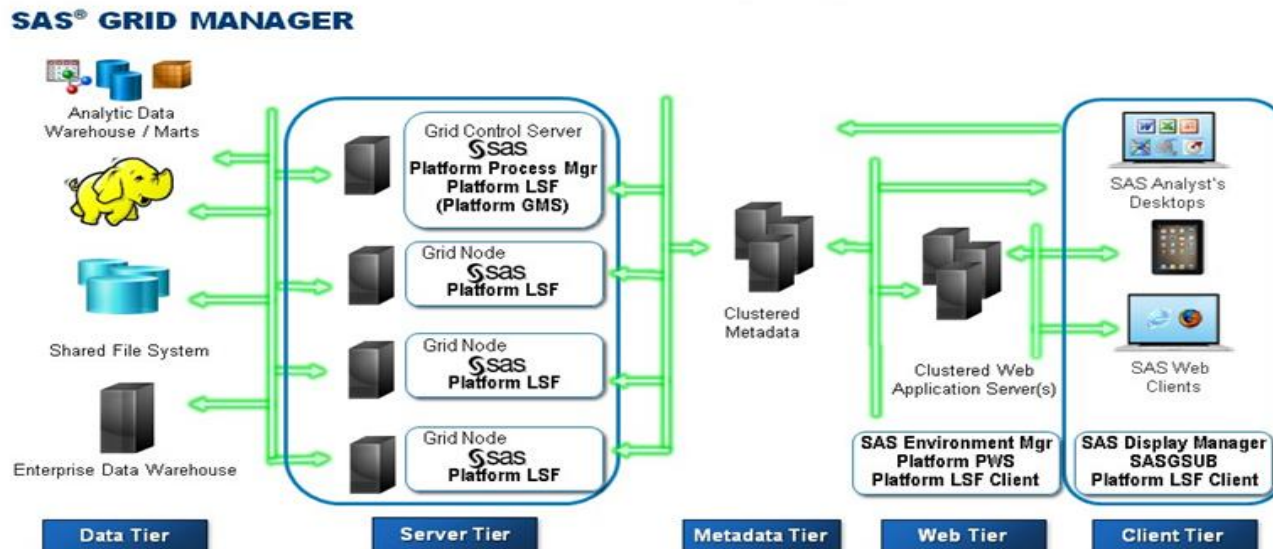 SAS® GRID MANAGER
Analytic Data
Warehouse / Marts
Shared File System
Enterprise Data Warehouse
Data Tier
Grid Control Server
sas
Platform Process Mgr
Platform LSF
(Platform GMS)
Grid Node
sas
Platform LSF
Grid Node
sas
Platform LSF
Grid Node
sas
Platform LSF
Server Tier
Clustered
Metadata
Metadata Tier
Clustered Web
Application Server(s)
SAS Environment Mgr
Platform PWS
Platform LSF Client
Web Tier
SAS Analyst's
Desktops
SAS Web
Clients
SAS Display Manager
SASGSUB
Platform LSF Client
Client Tier